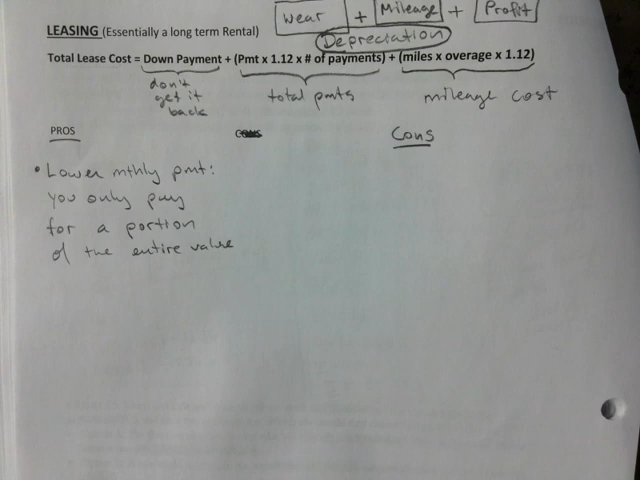 Wear + Mileage + Profit
LEASING (Essentially a long term Rental)
Depreciation
Total Lease Cost = Down Payment + (Pmt x 1.12 x # of payments) + (miles x overage x 1.12)
don't
get it
back
total pmts
mileage cost
PROS
Cons
• Lower mthly pmt:
you only pay
for a portion
of the entire value